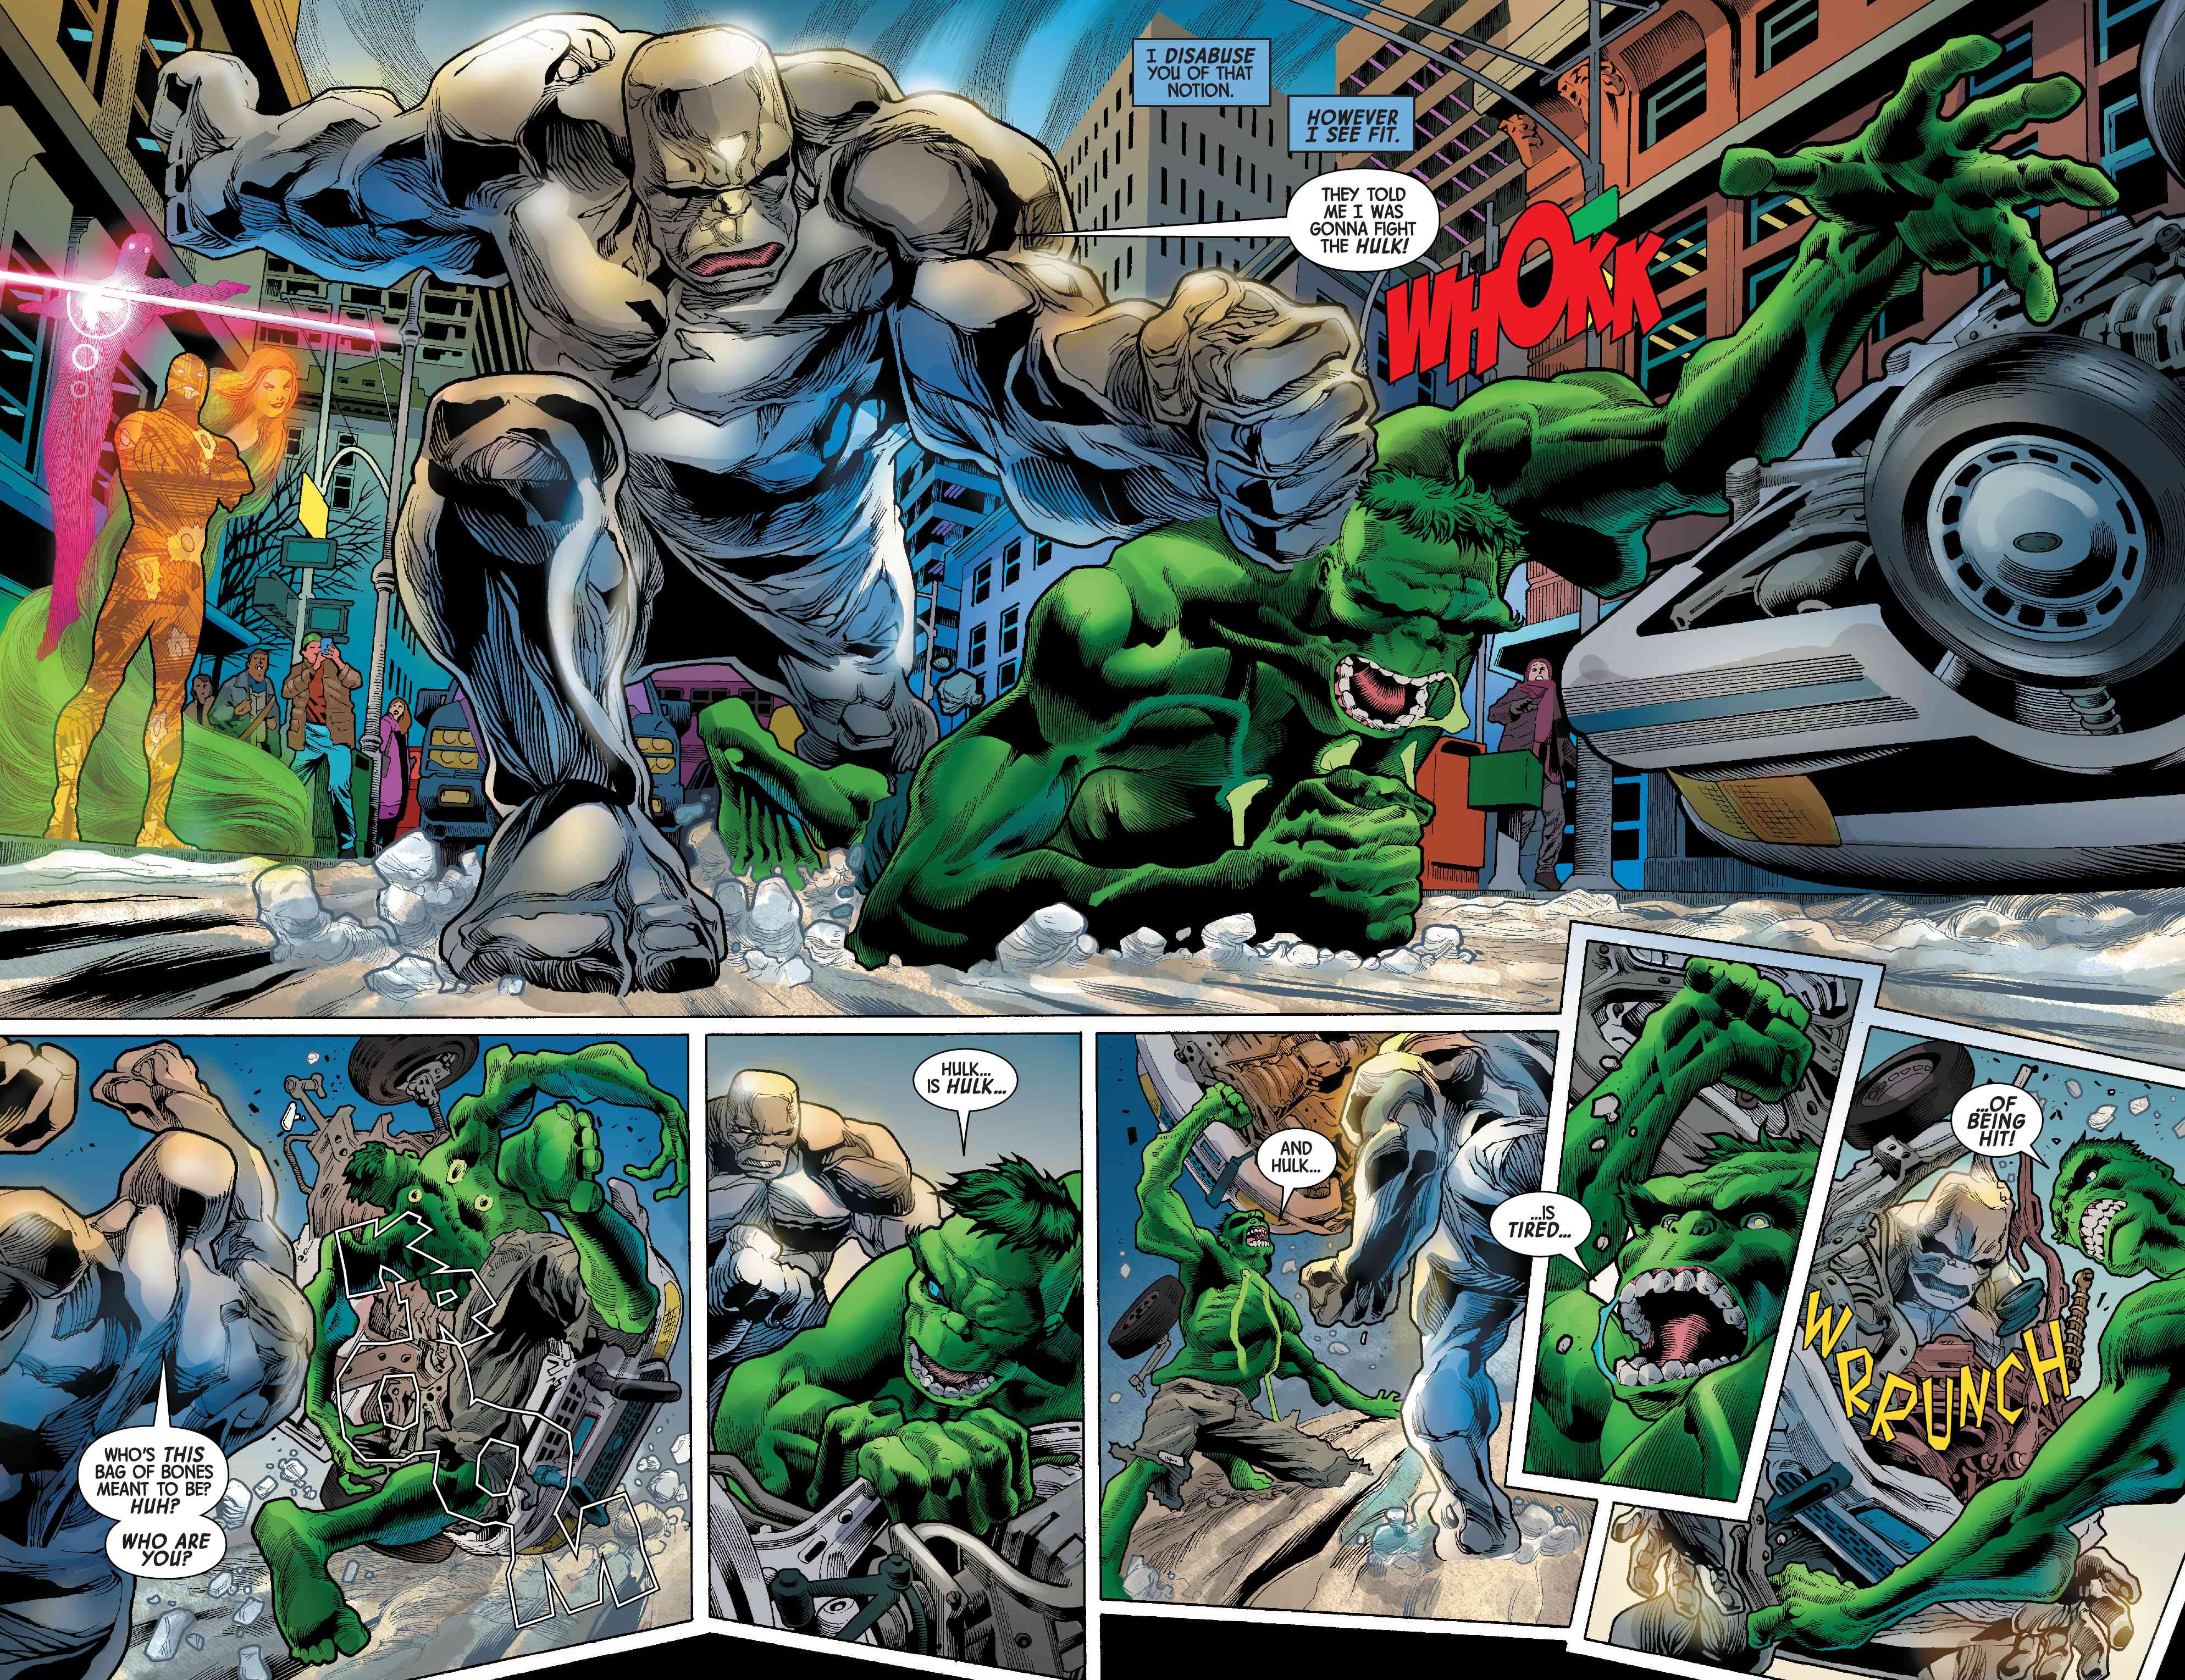 I DISABUSE
YOU OF THAT
NOTION.
HOWEVER
I SEE FIT.
THEY TOLD
ME I WAS
GONNA FIGHT
THE HULK!
WHOKK
WHO'S THIS
BAG OF BONES
MEANT TO BE?
HUH?
WHO ARE
YOU?
KRASM
HULK...
IS HULK...
AND
HULK...
...IS
TIRED...
...OF
BEING
HIT!
WRRUNCH